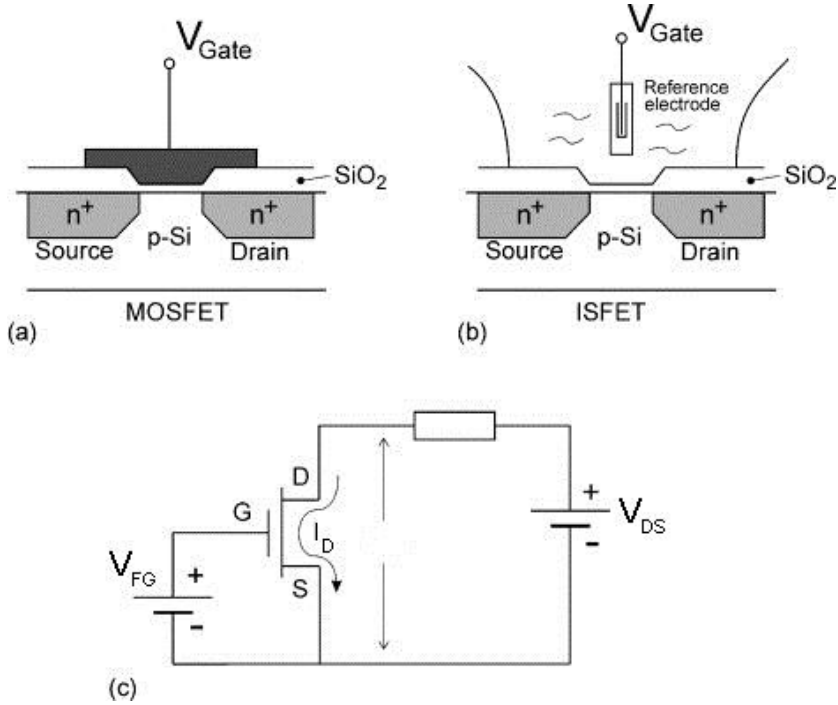 V_Gate
SiO₂
n⁺
n⁺
Source
p-Si
Drain
MOSFET
(a)
V_Gate
Reference
electrode
SiO₂
n⁺
n⁺
Source
p-Si
Drain
ISFET
(b)
D
G
I_D
S
V_FG
+
-
+
V_DS
-
(c)